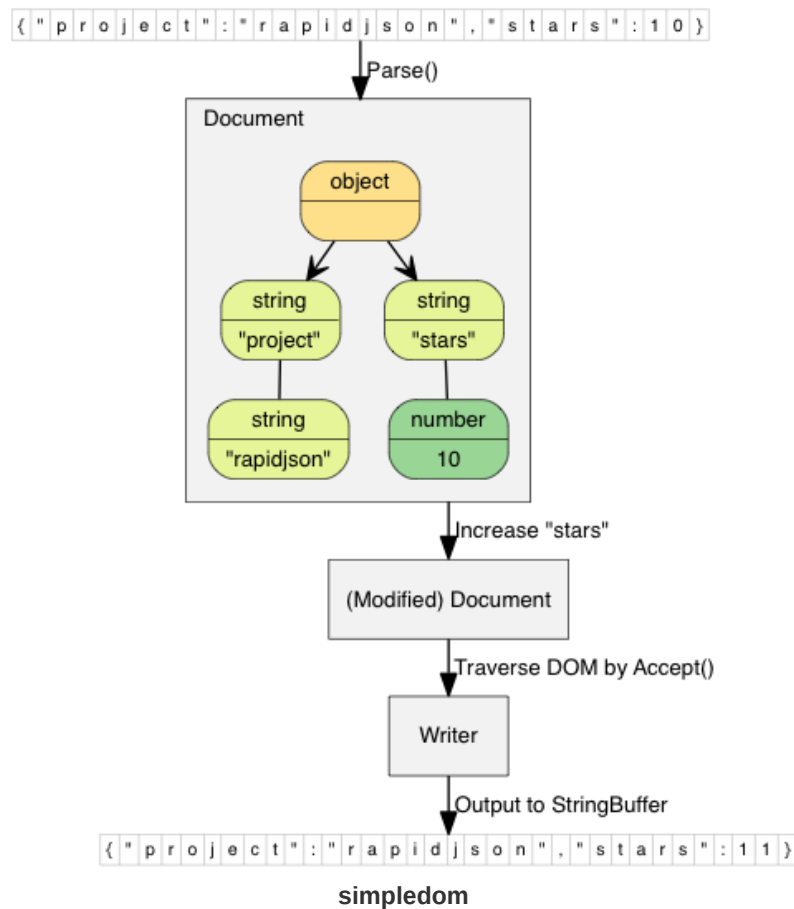 {"project":"rapidjson","stars":10}
Parse()
Document
object
string
"project"
string
"stars"
string
"rapidjson"
number
10
Increase "stars"
(Modified) Document
Traverse DOM by Accept()
Writer
Output to StringBuffer
{"project":"rapidjson","stars":11}
simpledom